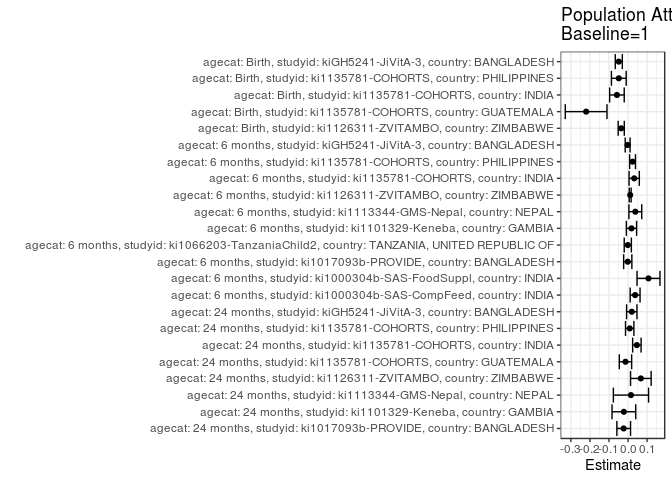 Population Att
Baseline=1
agecat: Birth, studyid: kiGH5241-JiVitA-3, country: BANGLADESH
agecat: Birth, studyid: ki1135781-COHORTS, country: PHILIPPINES
agecat: Birth, studyid: ki1135781-COHORTS, country: INDIA
agecat: Birth, studyid: ki1135781-COHORTS, country: GUATEMALA
agecat: Birth, studyid: ki1126311-ZVITAMBO, country: ZIMBABWE
agecat: 6 months, studyid: kiGH5241-JiVitA-3, country: BANGLADESH
agecat: 6 months, studyid: ki1135781-COHORTS, country: PHILIPPINES
agecat: 6 months, studyid: ki1135781-COHORTS, country: INDIA
agecat: 6 months, studyid: ki1126311-ZVITAMBO, country: ZIMBABWE
agecat: 6 months, studyid: ki1113344-GMS-Nepal, country: NEPAL
agecat: 6 months, studyid: ki1101329-Keneba, country: GAMBIA
agecat: 6 months, studyid: ki1066203-TanzaniaChild2, country: TANZANIA, UNITED REPUBLIC OF
agecat: 6 months, studyid: ki1017093b-PROVIDE, country: BANGLADESH
agecat: 6 months, studyid: ki1000304b-SAS-FoodSuppl, country: INDIA
agecat: 6 months, studyid: ki1000304b-SAS-CompFeed, country: INDIA
agecat: 24 months, studyid: kiGH5241-JiVitA-3, country: BANGLADESH
agecat: 24 months, studyid: ki1135781-COHORTS, country: PHILIPPINES
agecat: 24 months, studyid: ki1135781-COHORTS, country: INDIA
agecat: 24 months, studyid: ki1135781-COHORTS, country: GUATEMALA
agecat: 24 months, studyid: ki1126311-ZVITAMBO, country: ZIMBABWE
agecat: 24 months, studyid: ki1113344-GMS-Nepal, country: NEPAL
agecat: 24 months, studyid: ki1101329-Keneba, country: GAMBIA
agecat: 24 months, studyid: ki1017093b-PROVIDE, country: BANGLADESH
-0.3 -0.2 -0.1 0.0 0.1
Estimate